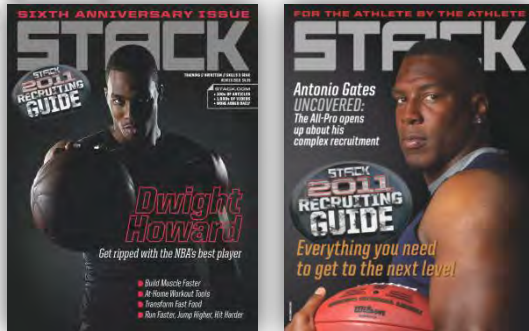 SIXTH ANNIVERSARY ISSUE
STACK
STACK
2011
RECRUITING
GUIDE
STACK.COM
Dwight
Howard
Get ripped with the NBA's best player
Build Muscle Faster
At-Home Workout Tools
Transform Fast Food
Run Faster, Jump Higher, Hit Harder
FOR THE ATHLETE BY THE ATHLETE
STACK
Antonio Gates
UNCOVERED:
The All-Pro opens
up about his
complex recruitment
STACK
2011
RECRUITING
GUIDE
Everything you need
to get to the next level